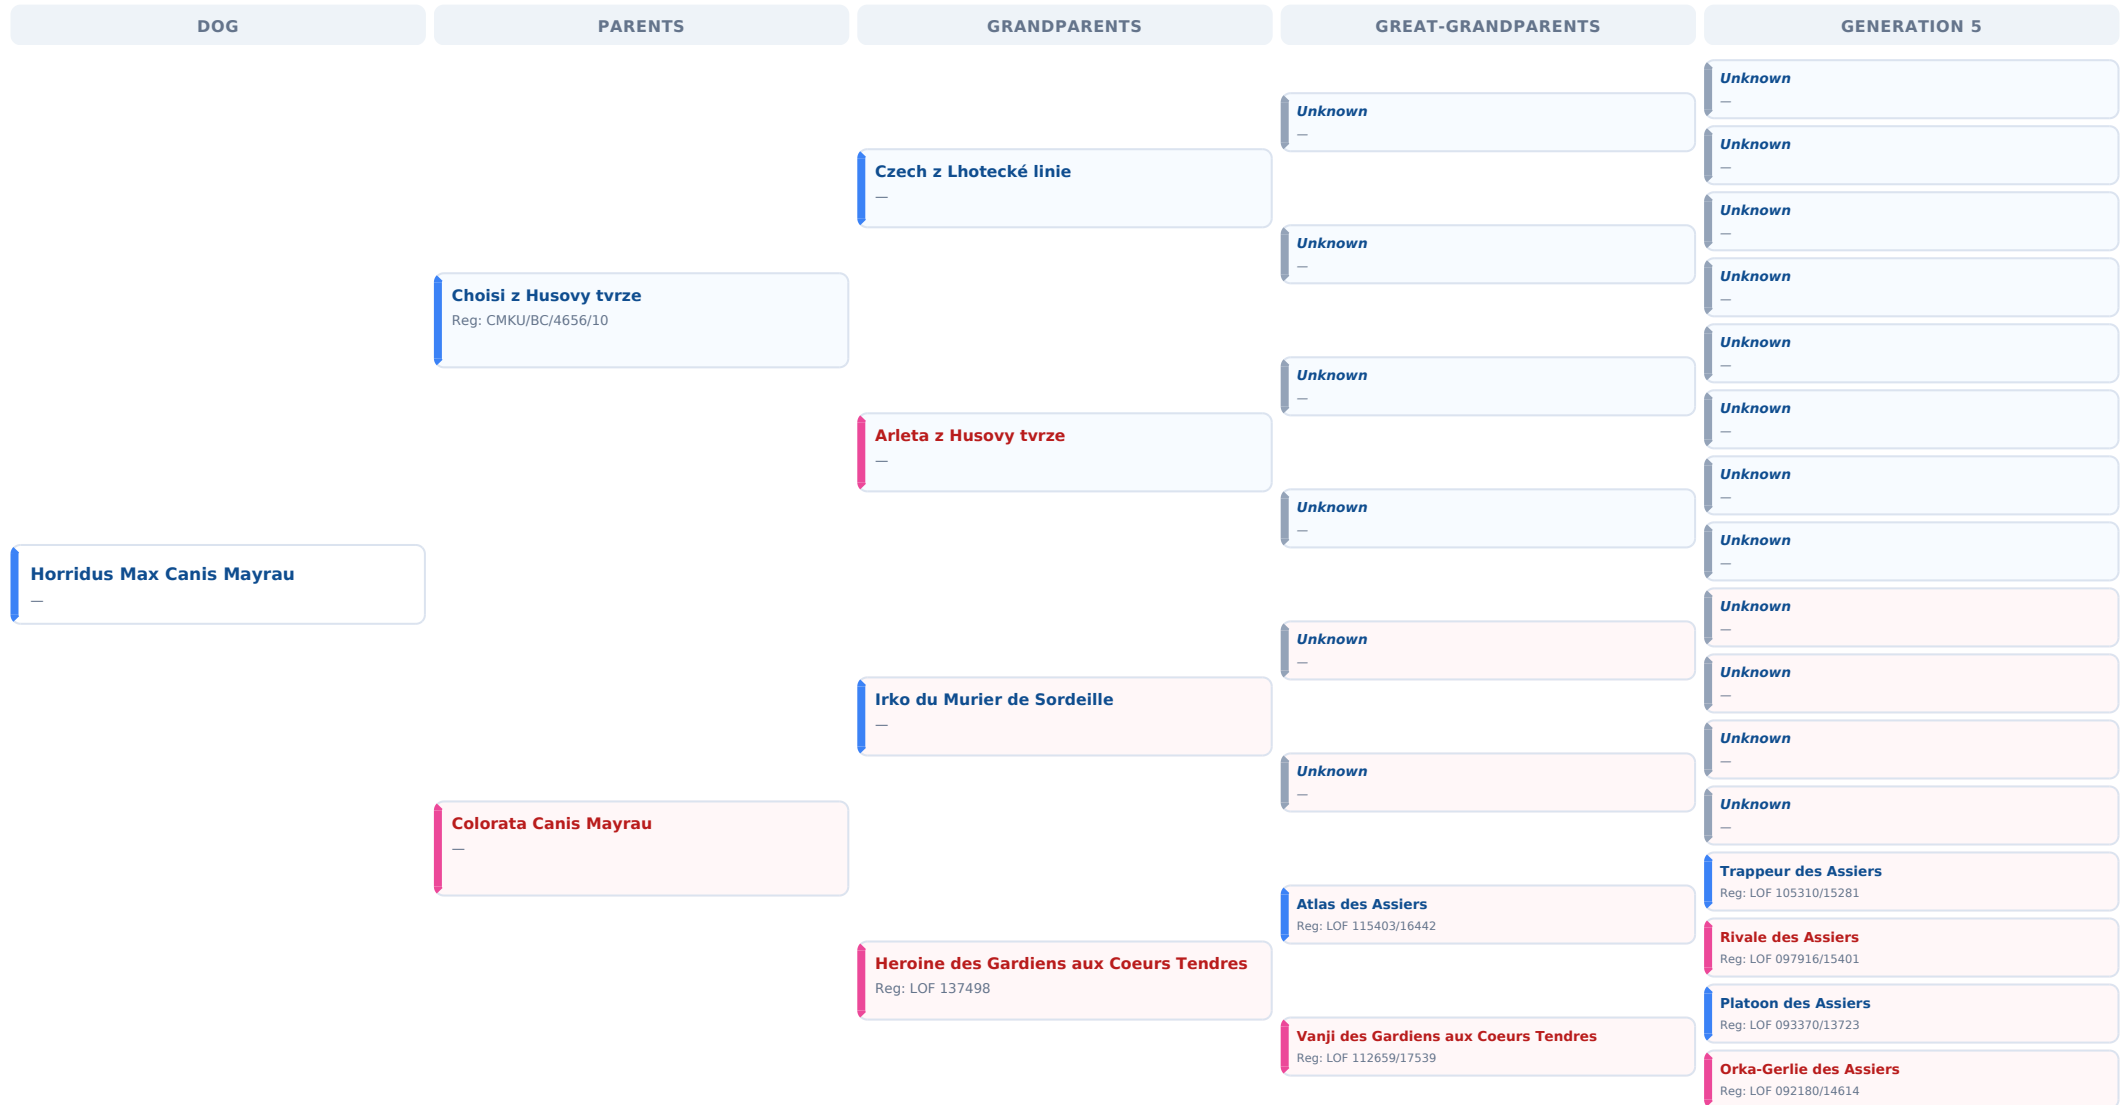 DOG
PARENTS
GRANDPARENTS
GREAT-GRANDPARENTS
GENERATION 5
Horridus Max Canis Mayrau
—
Choisi z Husovy tvrze
Reg: CMKU/BC/4656/10
Colorata Canis Mayrau
—
Czech z Lhotecké linie
—
Arleta z Husovy tvrze
—
Irko du Murier de Sordeille
—
Heroine des Gardiens aux Coeurs Tendres
Reg: LOF 137498
Unknown
—
Unknown
—
Unknown
—
Unknown
—
Unknown
—
Unknown
—
Atlas des Assiers
Reg: LOF 115403/16442
Vanji des Gardiens aux Coeurs Tendres
Reg: LOF 112659/17539
Unknown
—
Unknown
—
Unknown
—
Unknown
—
Unknown
—
Unknown
—
Unknown
—
Unknown
—
Unknown
—
Unknown
—
Unknown
—
Unknown
—
Trappeur des Assiers
Reg: LOF 105310/15281
Rivale des Assiers
Reg: LOF 097916/15401
Platoon des Assiers
Reg: LOF 093370/13723
Orka-Gerlie des Assiers
Reg: LOF 092180/14614